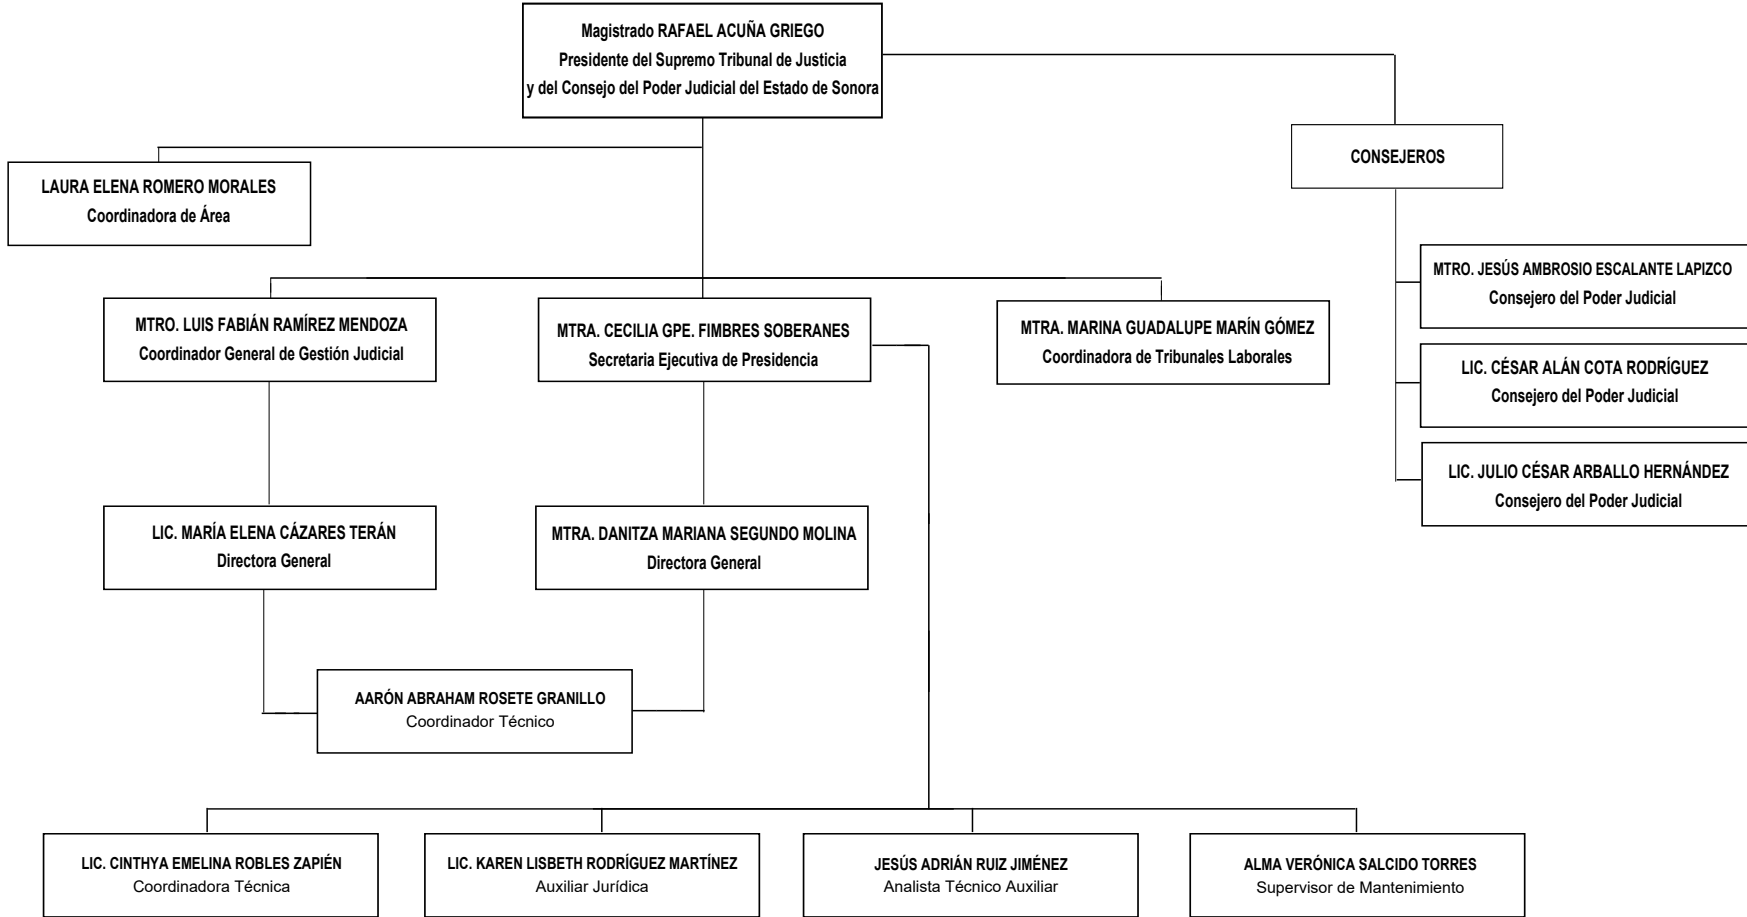 Magistrado RAFAEL ACUÑA GRIEGO
Presidente del Supremo Tribunal de Justicia
y del Consejo del Poder Judicial del Estado de Sonora
CONSEJEROS
LAURA ELENA ROMERO MORALES
Coordinadora de Área
MTRO. JESÚS AMBROSIO ESCALANTE LAPIZCO
Consejero del Poder Judicial
MTRO. LUIS FABIÁN RAMÍREZ MENDOZA
Coordinador General de Gestión Judicial
MTRA. CECILIA GPE. FIMBRES SOBERANES
Secretaria Ejecutiva de Presidencia
MTRA. MARINA GUADALUPE MARÍN GÓMEZ
Coordinadora de Tribunales Laborales
LIC. CÉSAR ALÁN COTA RODRÍGUEZ
Consejero del Poder Judicial
LIC. JULIO CÉSAR ARBALLO HERNÁNDEZ
Consejero del Poder Judicial
LIC. MARÍA ELENA CÁZARES TERÁN
Directora General
MTRA. DANITZA MARIANA SEGUNDO MOLINA
Directora General
AARÓN ABRAHAM ROSETE GRANILLO
Coordinador Técnico
LIC. CINTHYA EMELINA ROBLES ZAPIÉN
Coordinadora Técnica
LIC. KAREN LISBETH RODRÍGUEZ MARTÍNEZ
Auxiliar Jurídica
JESÚS ADRIÁN RUIZ JIMÉNEZ
Analista Técnico Auxiliar
ALMA VERÓNICA SALCIDO TORRES
Supervisor de Mantenimiento